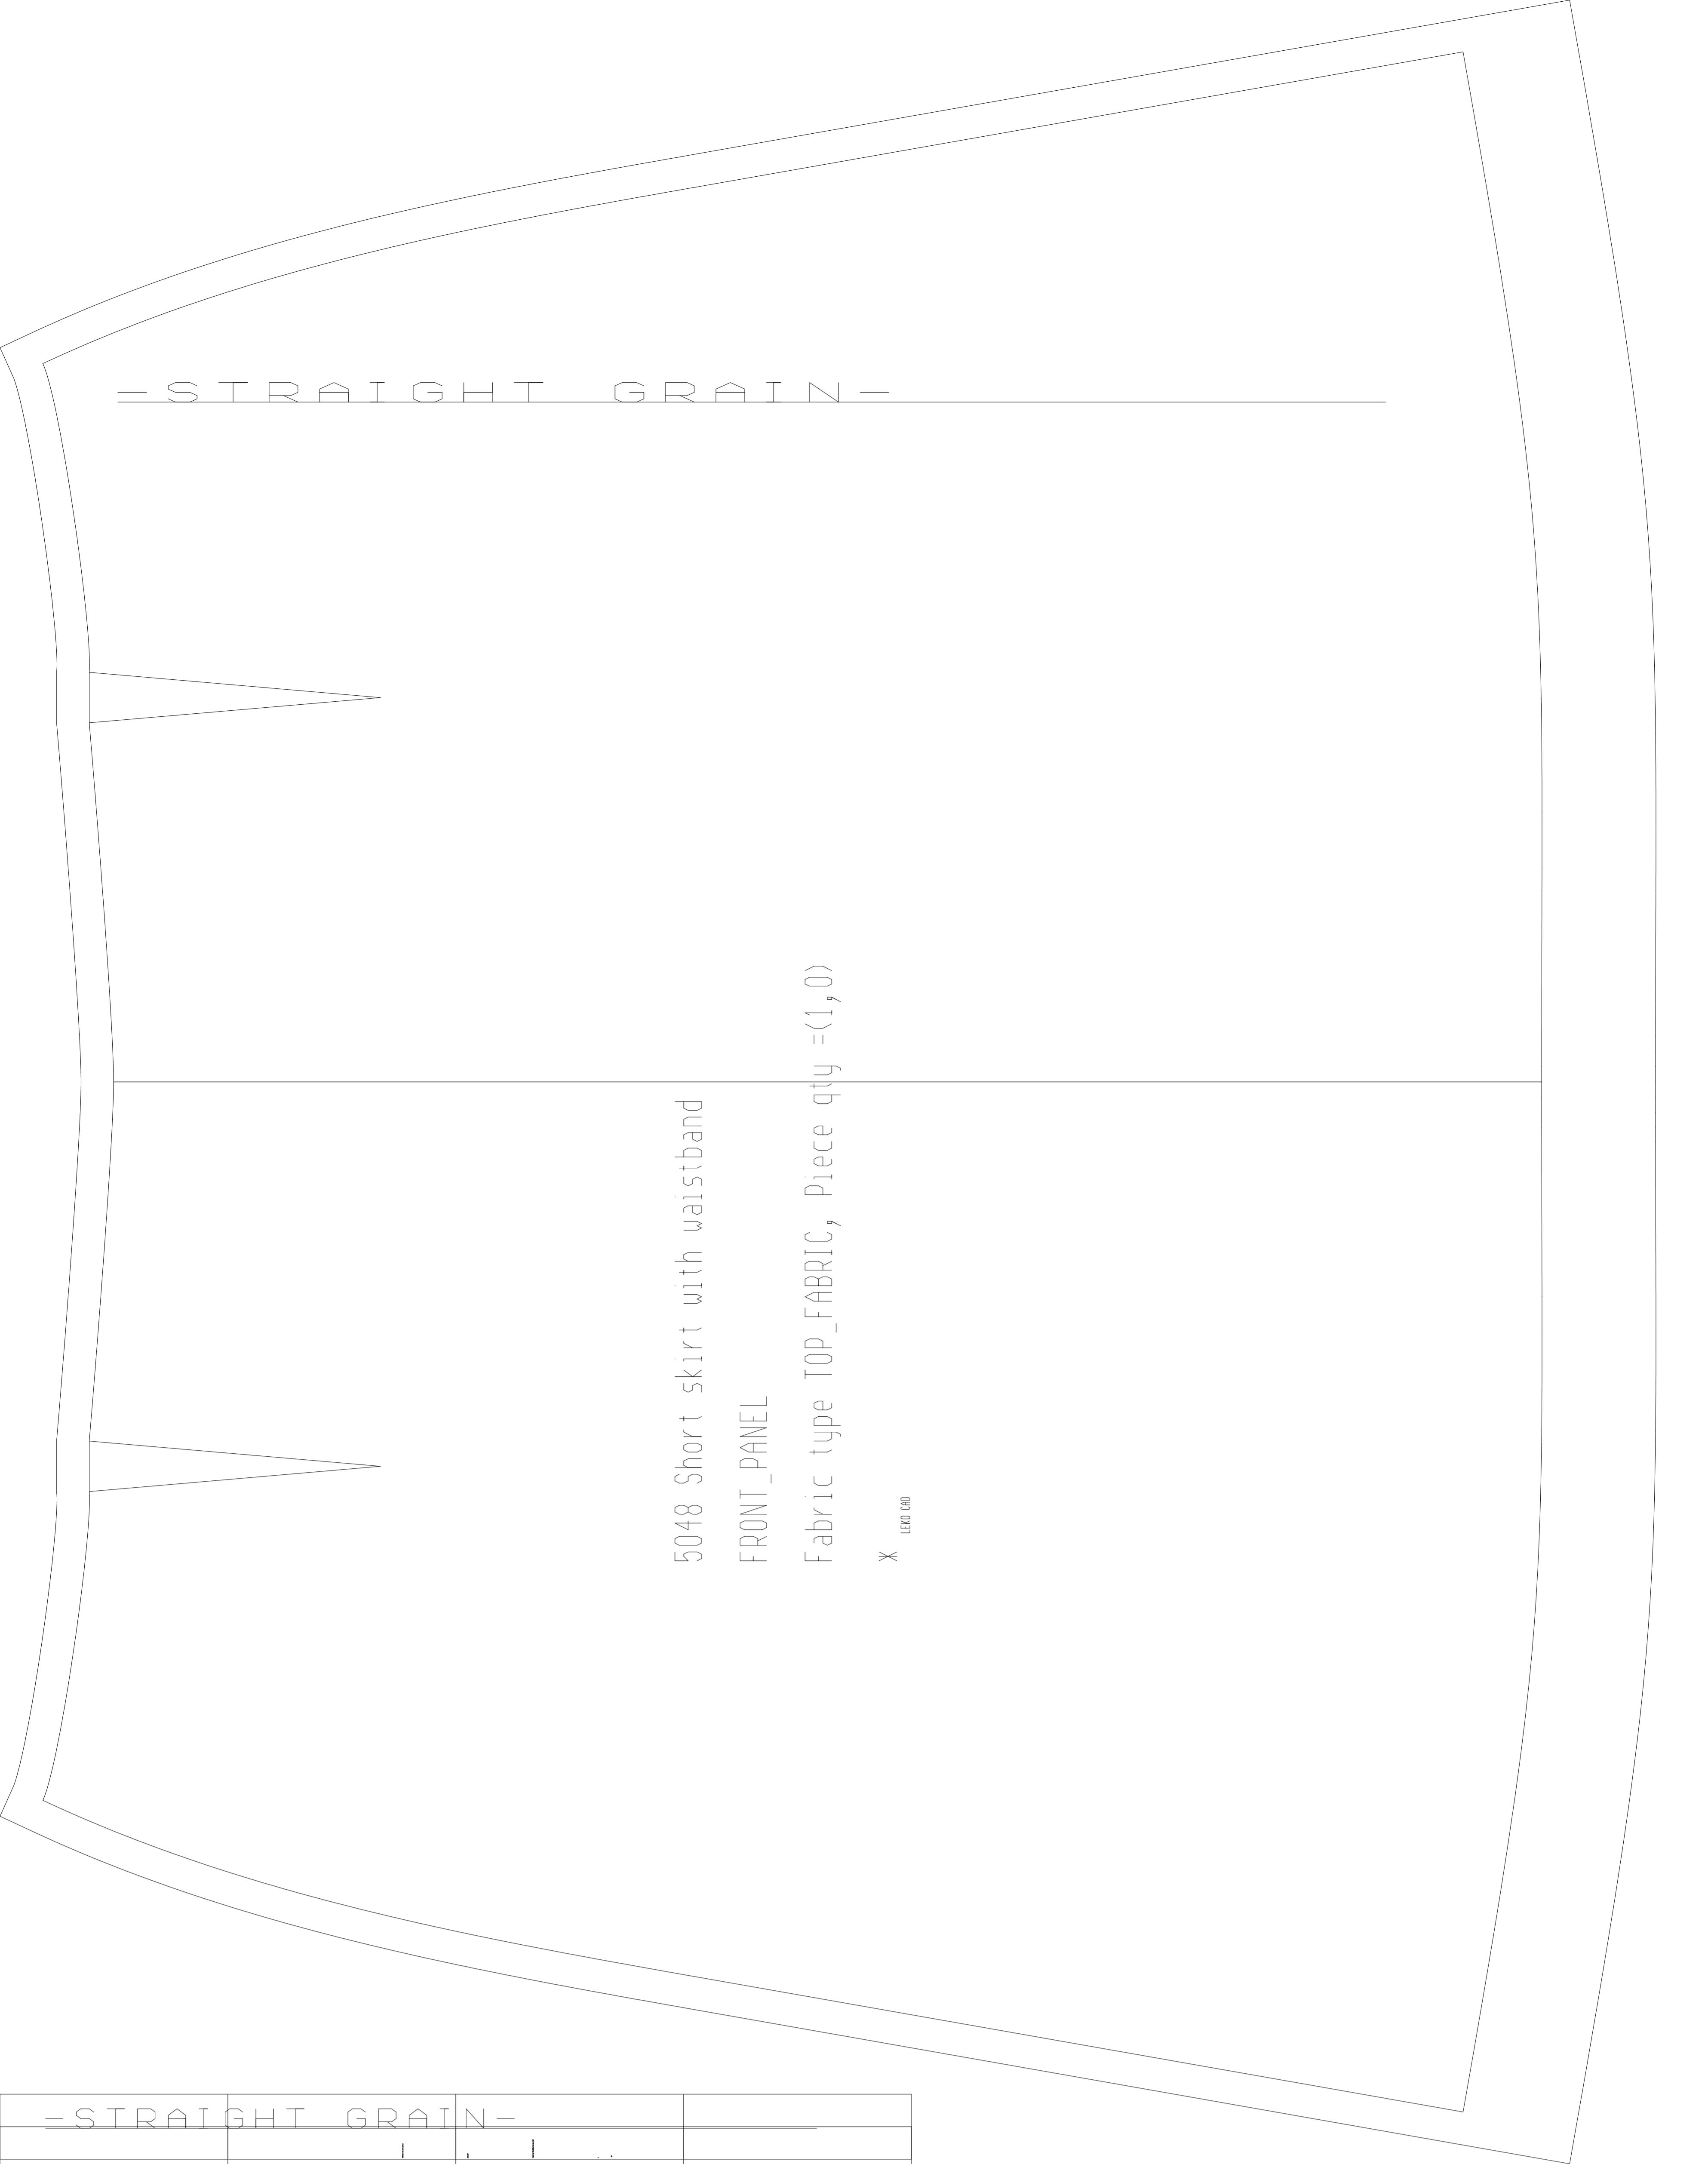 -STRAIGHT GRAIN-
5048 Short skirt with waistband
FRONT_PANEL
Fabric type TOP_FABRIC, Piece qty =(1,0)
LEKO CAD
-STRAIGHT GRAIN-